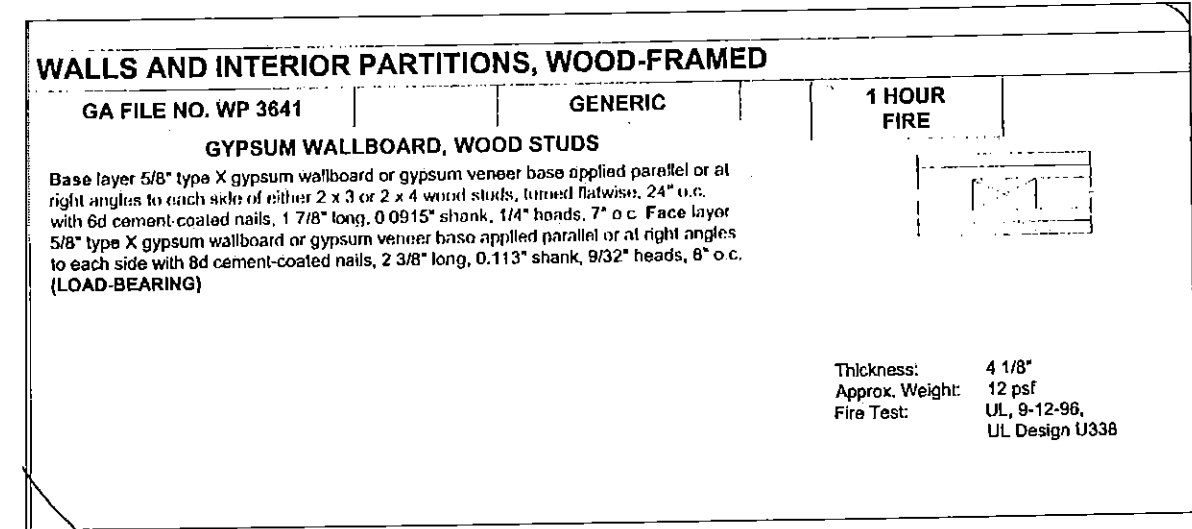 WALLS AND INTERIOR PARTITIONS, WOOD-FRAMED
GA FILE NO. WP 3641
GENERIC
1 HOUR
FIRE
GYPSUM WALLBOARD, WOOD STUDS
Base layer 5/8" type X gypsum wallboard or gypsum veneer base applied parallel or at
right angles to each side of either 2 x 3 or 2 x 4 wood studs, turned flatwise, 24" o.c.
with 6d cement-coated nails, 1 7/8" long, 0.0915" shank, 1/4" heads, 7" o.c. Face layer
5/8" type X gypsum wallboard or gypsum veneer base applied parallel or at right angles
to each side with 8d cement-coated nails, 2 3/8" long, 0.113" shank, 9/32" heads, 8" o.c.
(LOAD-BEARING)
Thickness: 4 1/8"
Approx. Weight: 12 psf
Fire Test: UL, 9-12-96,
UL Design U338